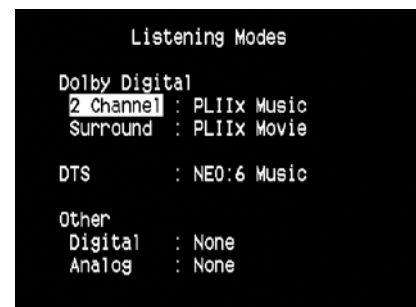 Listening Modes
Dolby Digital
2 Channel : PLIIx Music
Surround : PLIIx Movie
DTS : NEO:6 Music
Other
Digital : None
Analog : None